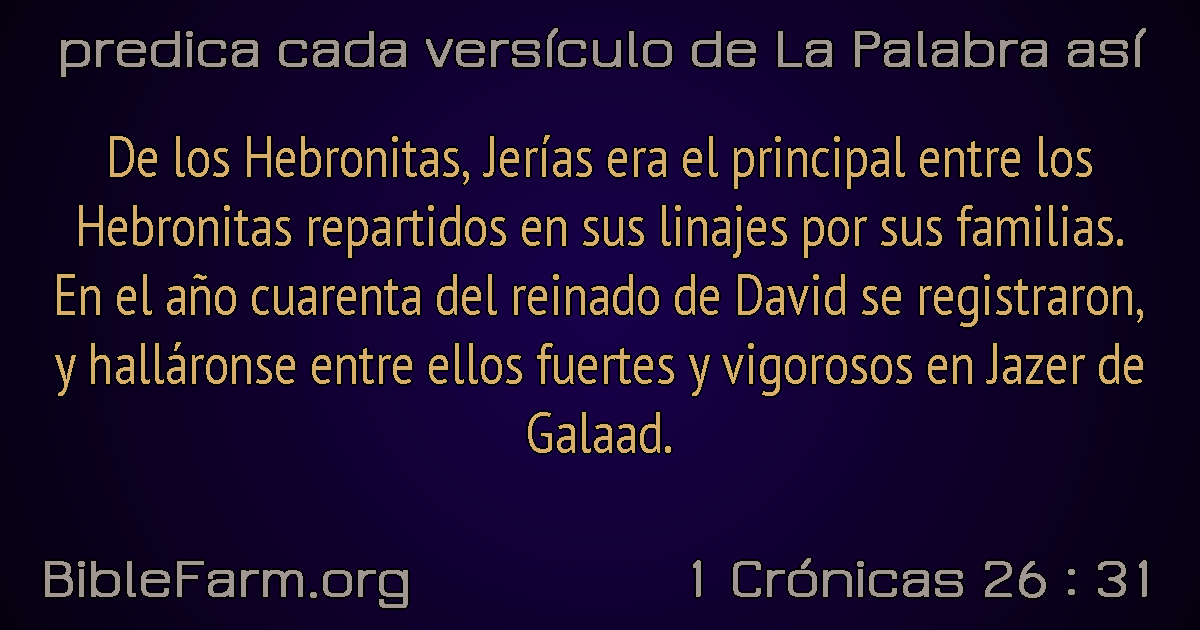 predica cada versículo de La Palabra así
De los Hebronitas, Jerías era el principal entre los
Hebronitas repartidos en sus linajes por sus familias.
En el año cuarenta del reinado de David se registraron,
y halláronse entre ellos fuertes y vigorosos en Jazer de
Galaad.
BibleFarm.org
1 Crónicas 26 : 31